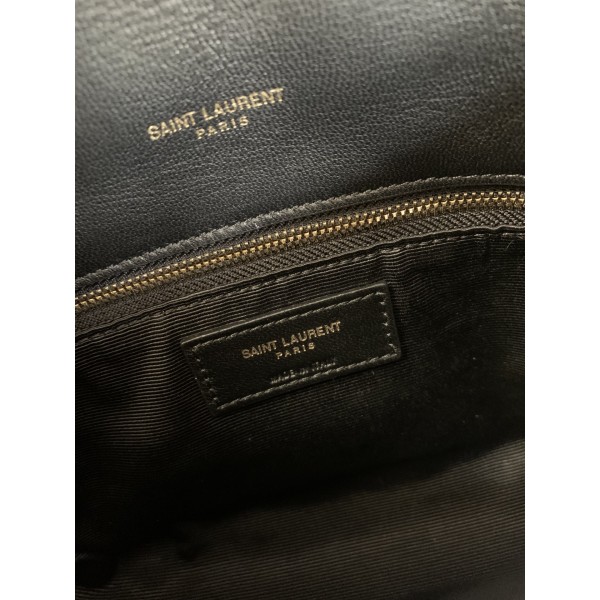 SAINT LAURENT
PARIS
SAINT LAURENT
PARIS
MADE IN ITALY